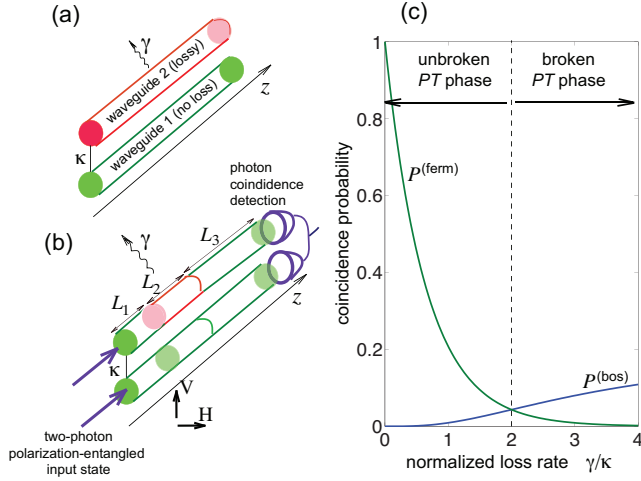 (a)
γ
waveguide 2 (lossy)
waveguide 1 (no loss)
κ
z
(b)
γ
photon
coindidence
detection
L1
L2
L3
κ
z
V
H
two-photon
polarization-entangled
input state
(c)
coincidence probability
1
0.8
0.6
0.4
0.2
0
unbroken
PT phase
broken
PT phase
P(ferm)
P(bos)
0
1
2
3
4
normalized loss rate γ/κ